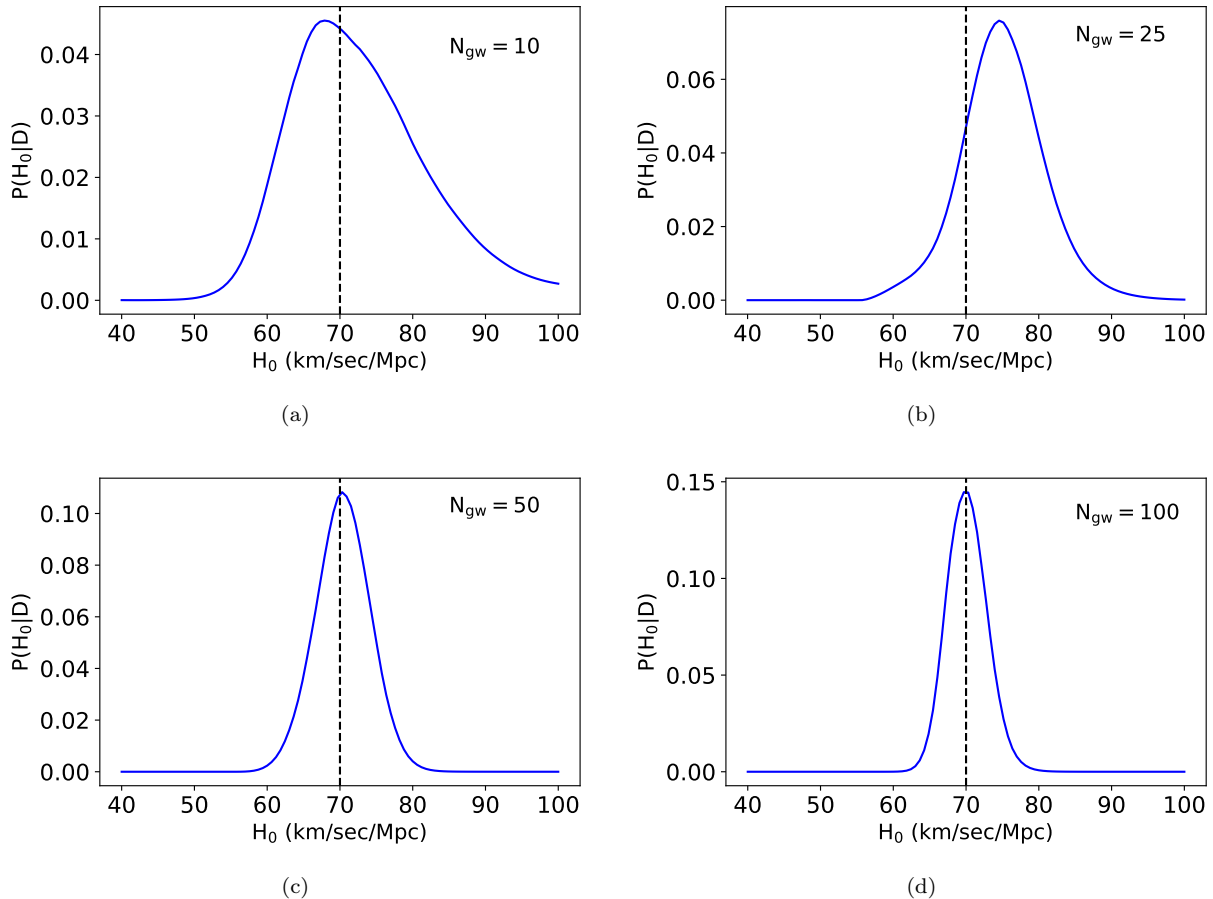 0.04
0.03
0.02
0.01
0.00
P(H₀|D)
N_gw = 10
40 50 60 70 80 90 100
H₀ (km/sec/Mpc)
(a)
0.06
0.04
0.02
0.00
P(H₀|D)
N_gw = 25
40 50 60 70 80 90 100
H₀ (km/sec/Mpc)
(b)
0.10
0.08
0.06
0.04
0.02
0.00
P(H₀|D)
N_gw = 50
40 50 60 70 80 90 100
H₀ (km/sec/Mpc)
(c)
0.15
0.10
0.05
0.00
P(H₀|D)
N_gw = 100
40 50 60 70 80 90 100
H₀ (km/sec/Mpc)
(d)